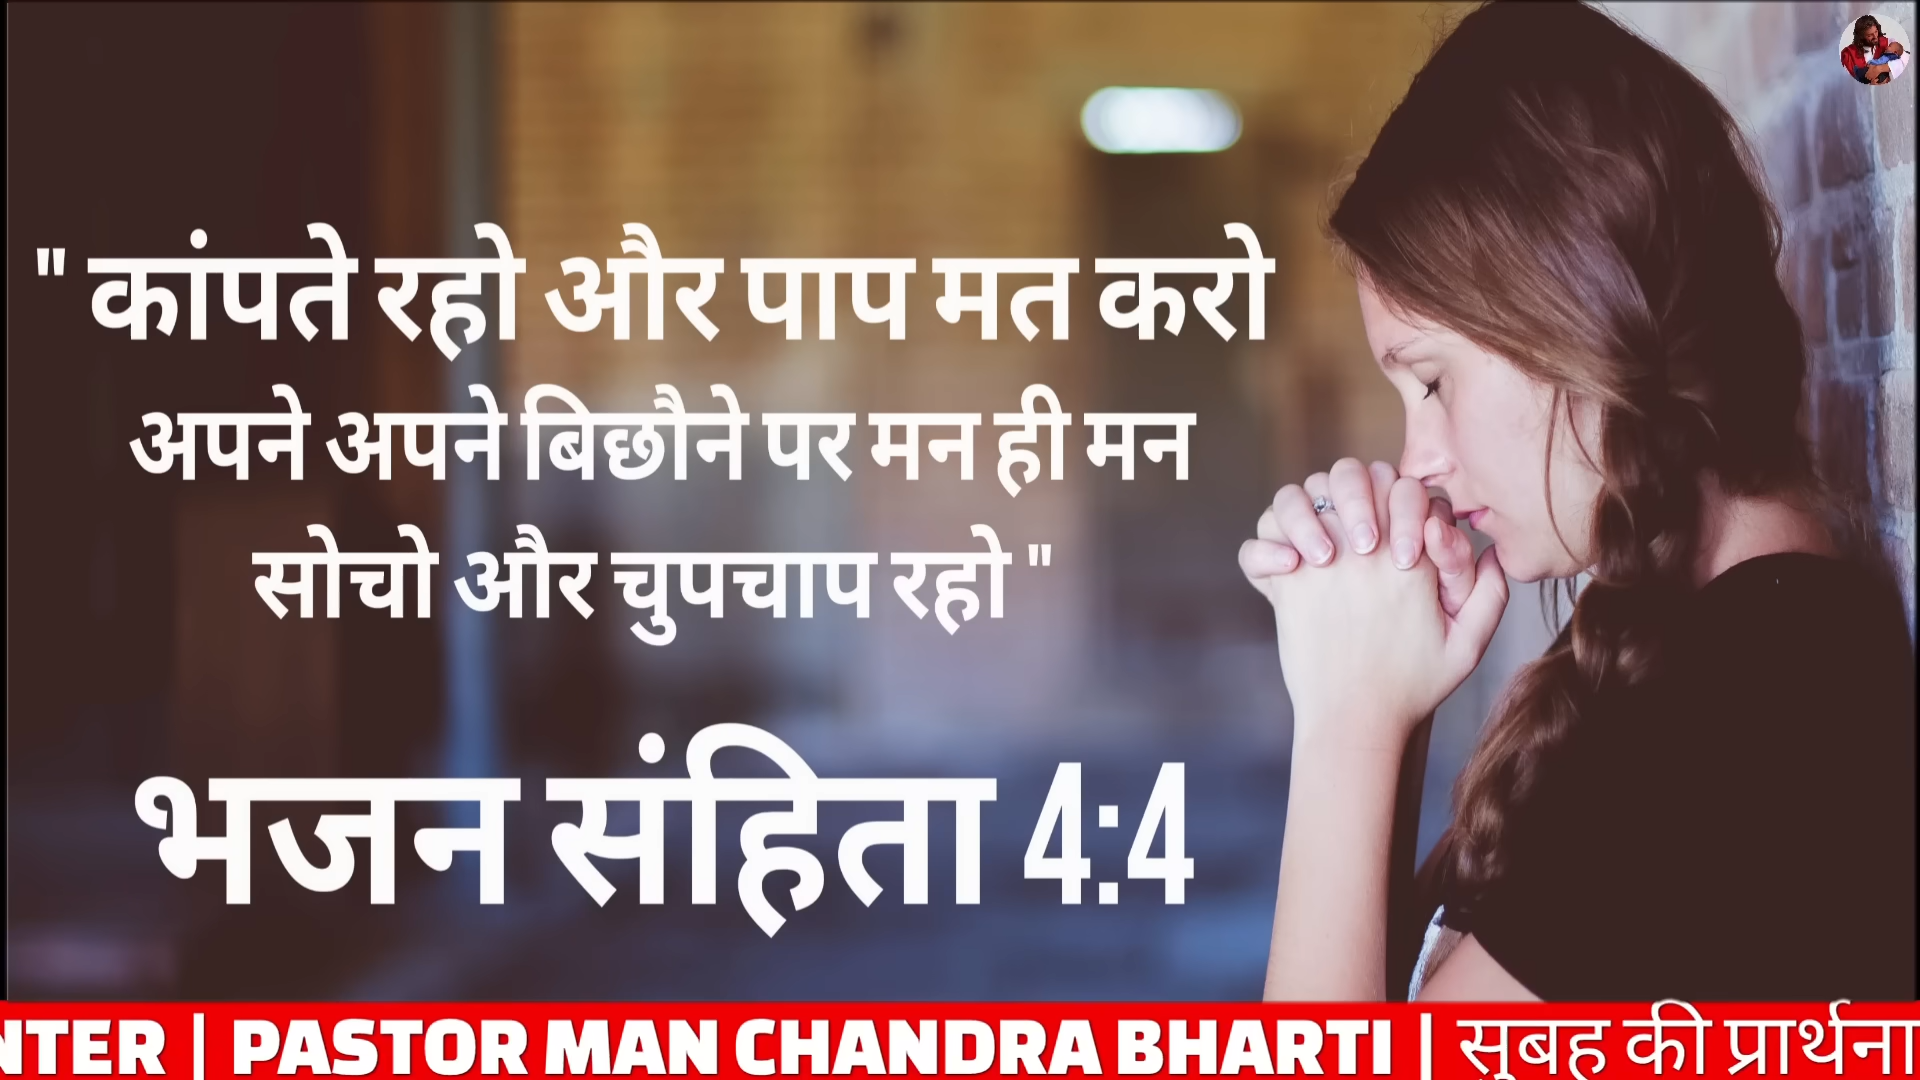 " कांपते रहो और पाप मत करो
अपने अपने बिछौने पर मन ही मन
सोचो और चुपचाप रहो "
भजन संहिता 4:4
NTER | PASTOR MAN CHANDRA BHARTI | सुबह की प्रार्थना